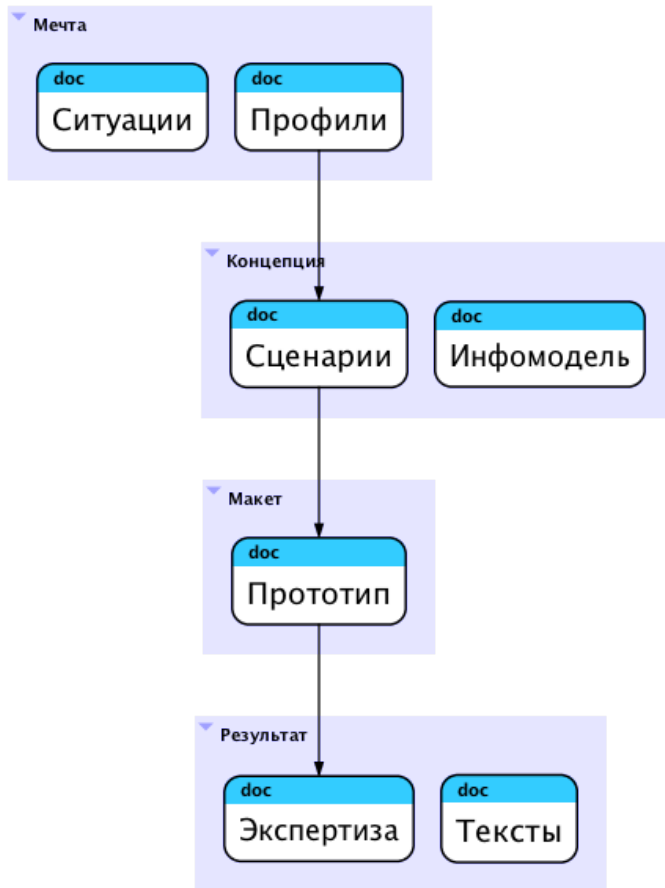 Мечта
doc
Ситуации
doc
Профили
Концепция
doc
Сценарии
doc
Инфомодель
Макет
doc
Прототип
Результат
doc
Экспертиза
doc
Тексты